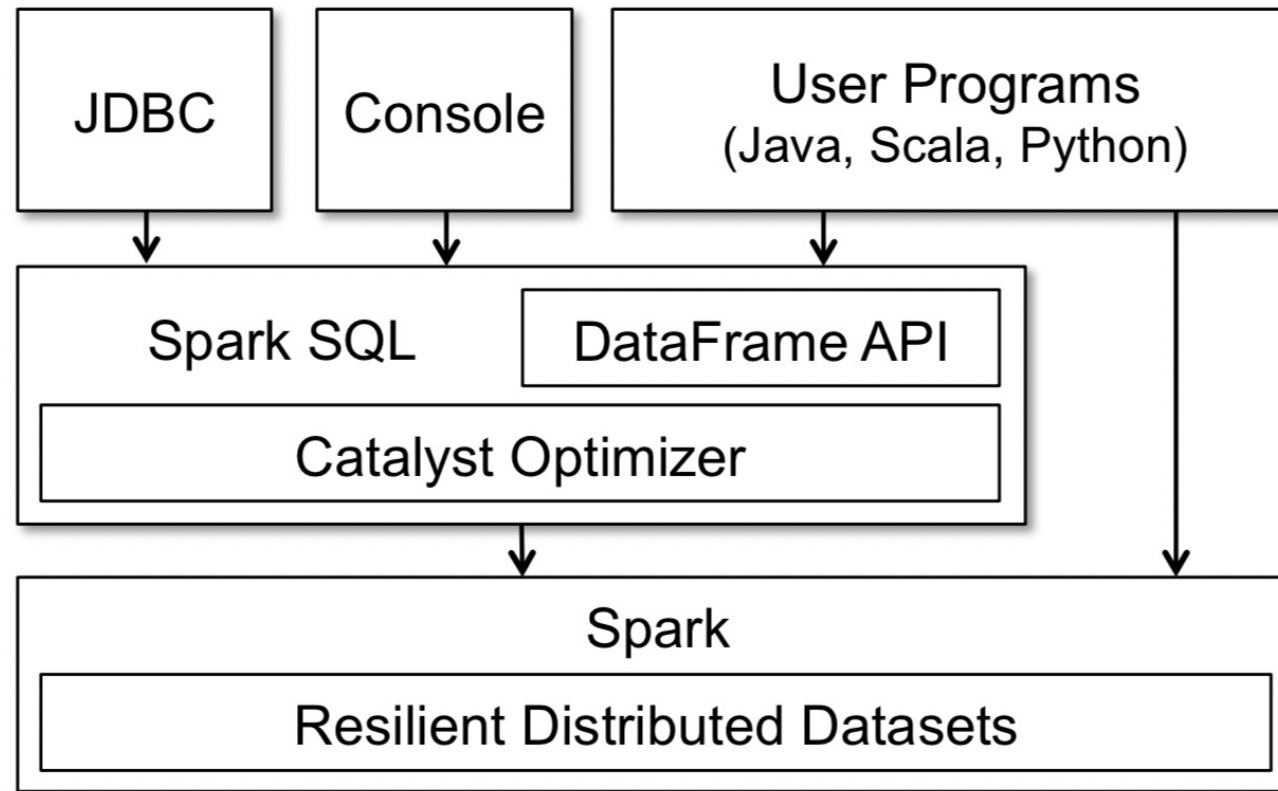 JDBC
Console
User Programs
(Java, Scala, Python)
Spark SQL
DataFrame API
Catalyst Optimizer
Spark
Resilient Distributed Datasets